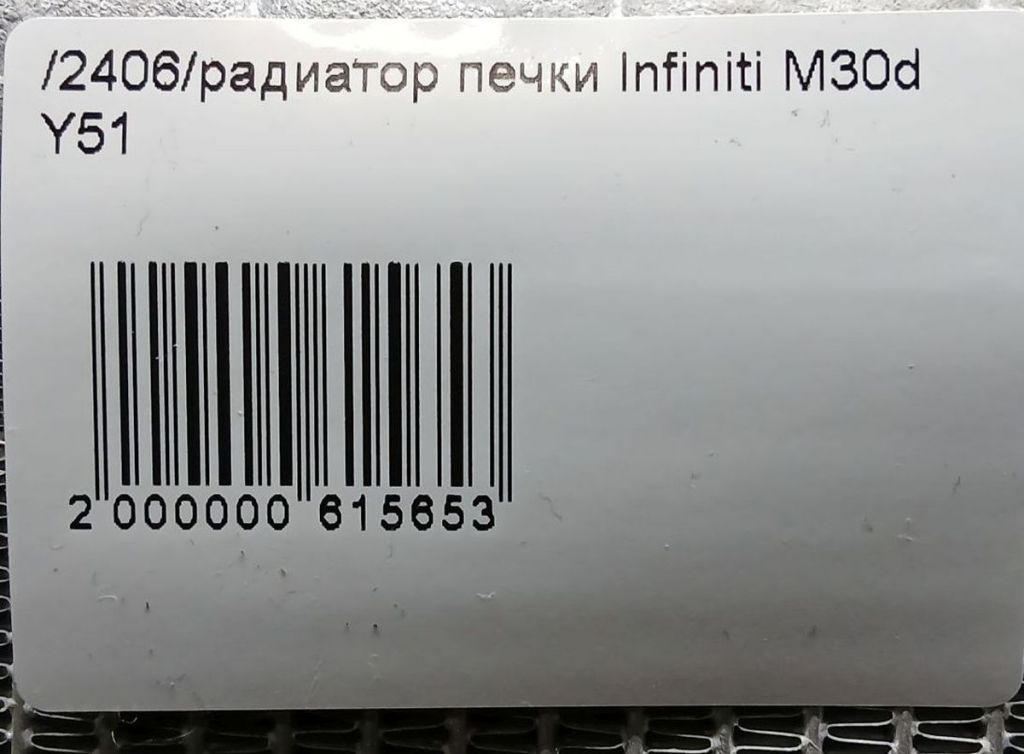 /2406/радиатор печки Infiniti M30d
Y51
2 000000 615653